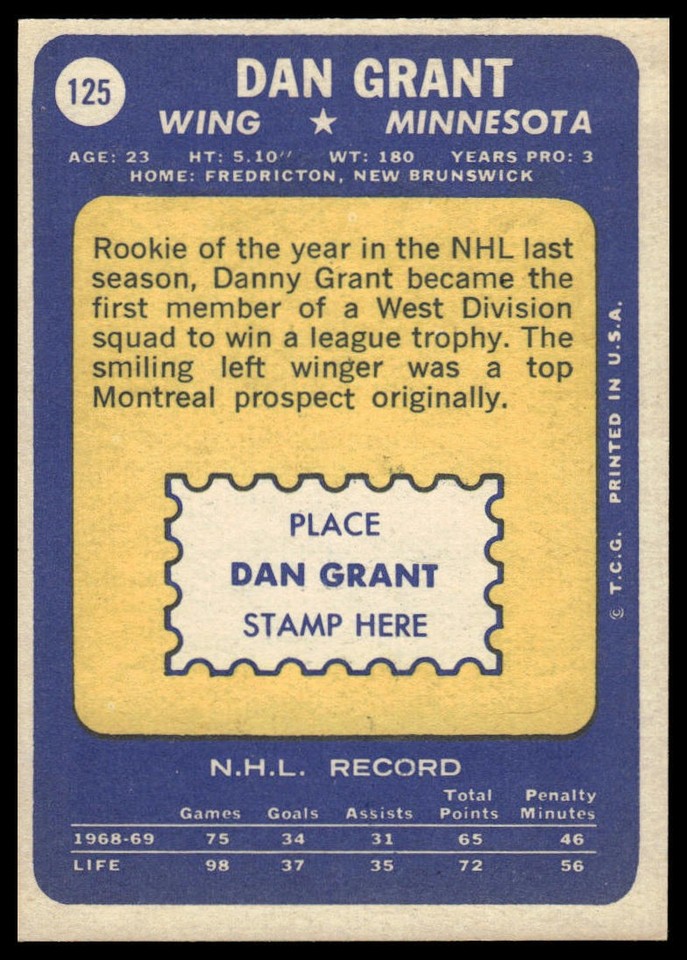 125
DAN GRANT
WING ★ MINNESOTA
AGE: 23 HT: 5.10" WT: 180 YEARS PRO: 3
HOME: FREDRICTON, NEW BRUNSWICK
Rookie of the year in the NHL last
season, Danny Grant became the
first member of a West Division
squad to win a league trophy. The
smiling left winger was a top
Montreal prospect originally.
PLACE
DAN GRANT
STAMP HERE
© T.C.G. PRINTED IN U.S.A.
N.H.L. RECORD
Games Goals Assists Total Points Penalty Minutes
1968-69 75 34 31 65 46
LIFE 98 37 35 72 56